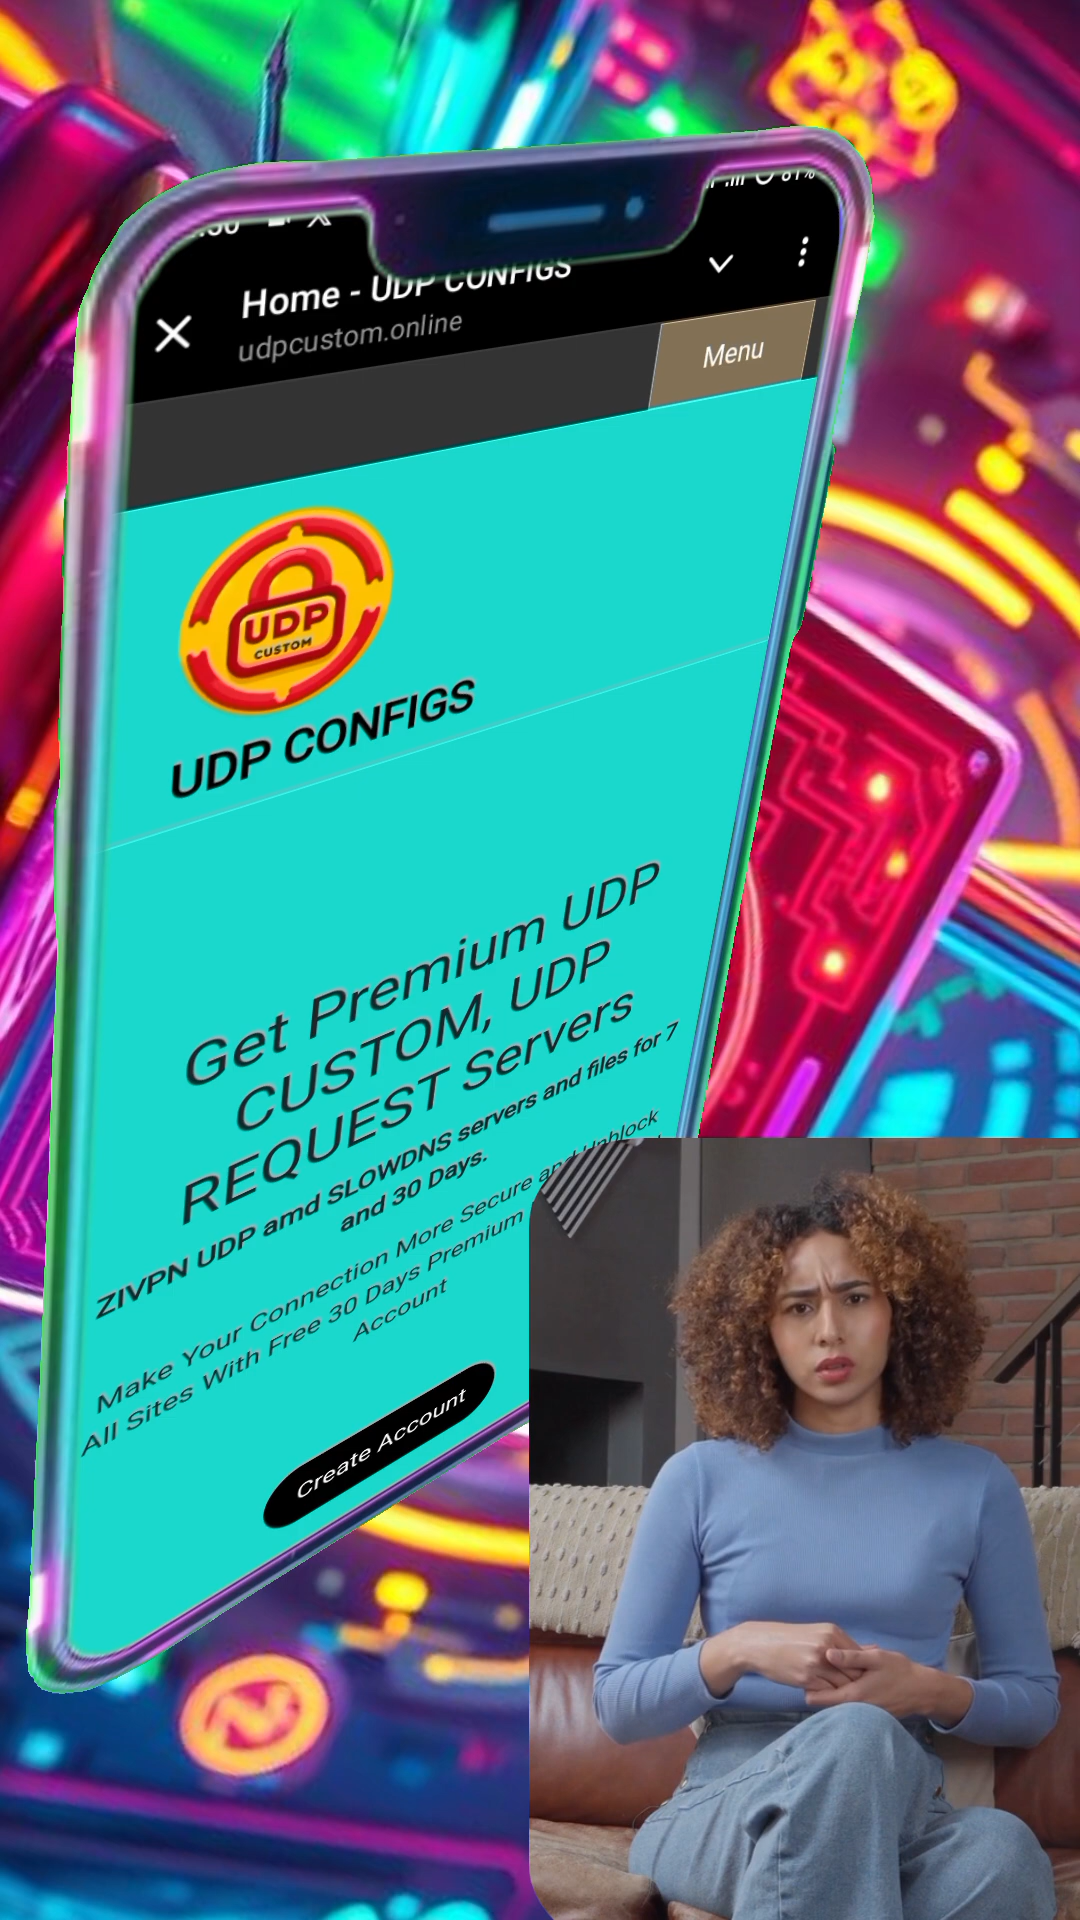 81%
Home - UDP CONFIGS
udpcustom.online
Menu
UDP
CUSTOM
UDP CONFIGS
Get Premium UDP
CUSTOM, UDP
REQUEST Servers
ZIVPN UDP amd SLOWDNS servers and files for 7
and 30 Days.
Make Your Connection More Secure and Unblock
All Sites With Free 30 Days Premium
Account
Create Account